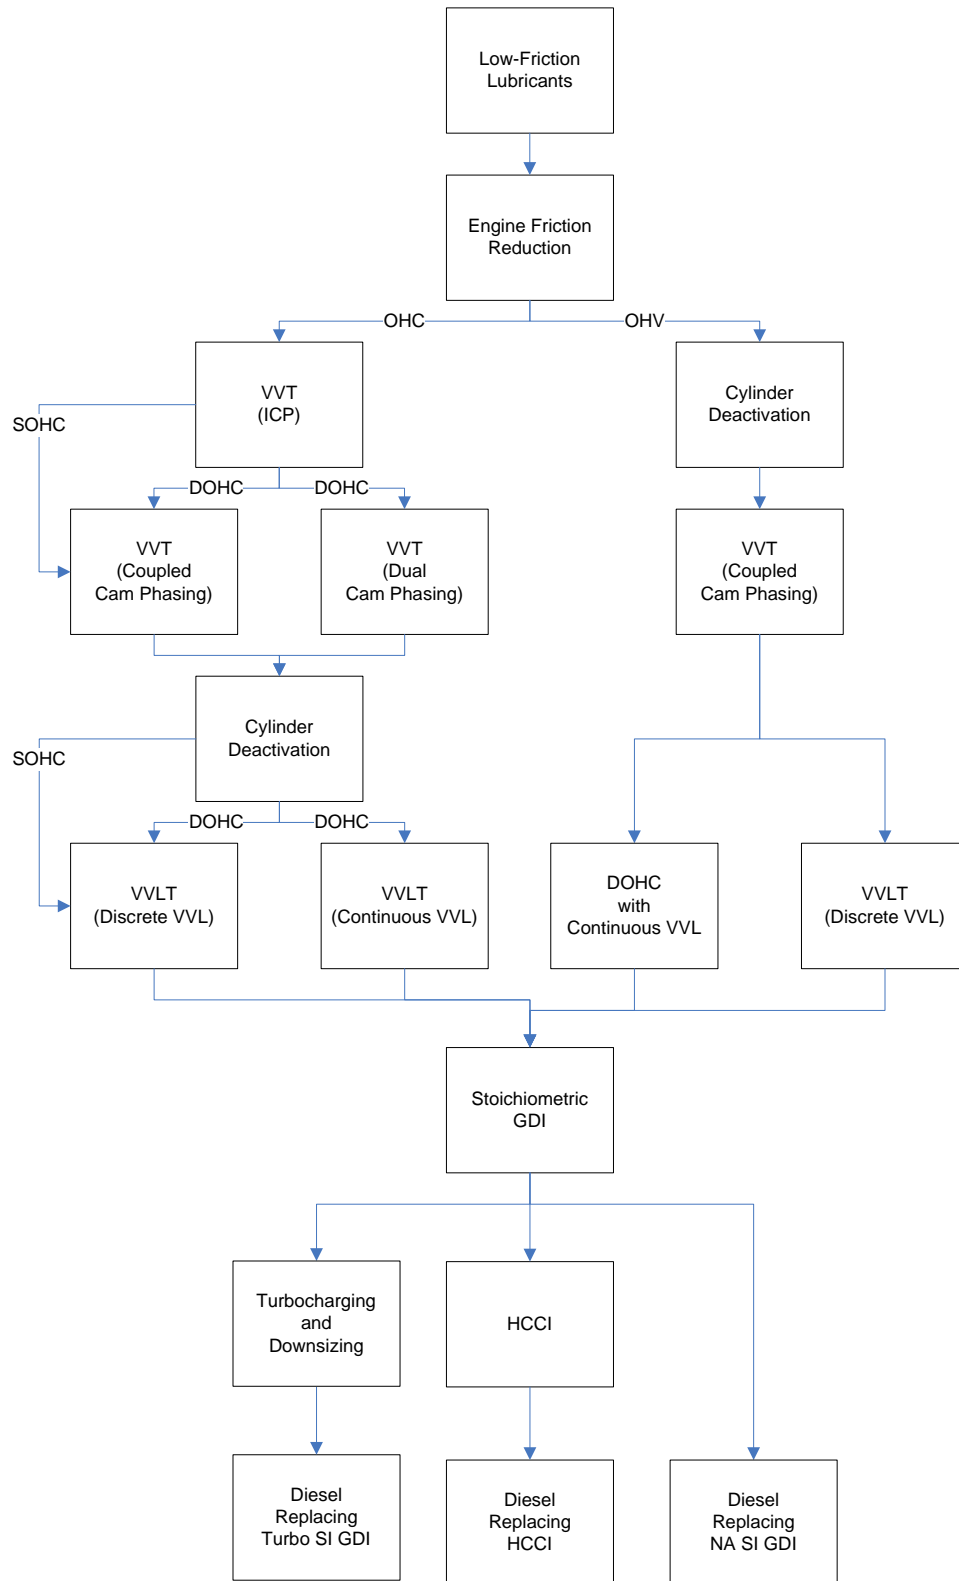 Low-Friction
Lubricants
Engine Friction
Reduction
OHC
OHV
VVT
(ICP)
Cylinder
Deactivation
SOHC
DOHC
DOHC
VVT
(Coupled
Cam Phasing)
VVT
(Dual
Cam Phasing)
VVT
(Coupled
Cam Phasing)
Cylinder
Deactivation
SOHC
DOHC
DOHC
VVLT
(Discrete VVL)
VVLT
(Continuous VVL)
DOHC
with
Continuous VVL
VVLT
(Discrete VVL)
Stoichiometric
GDI
Turbocharging
and
Downsizing
HCCI
Diesel
Replacing
Turbo SI GDI
Diesel
Replacing
HCCI
Diesel
Replacing
NA SI GDI